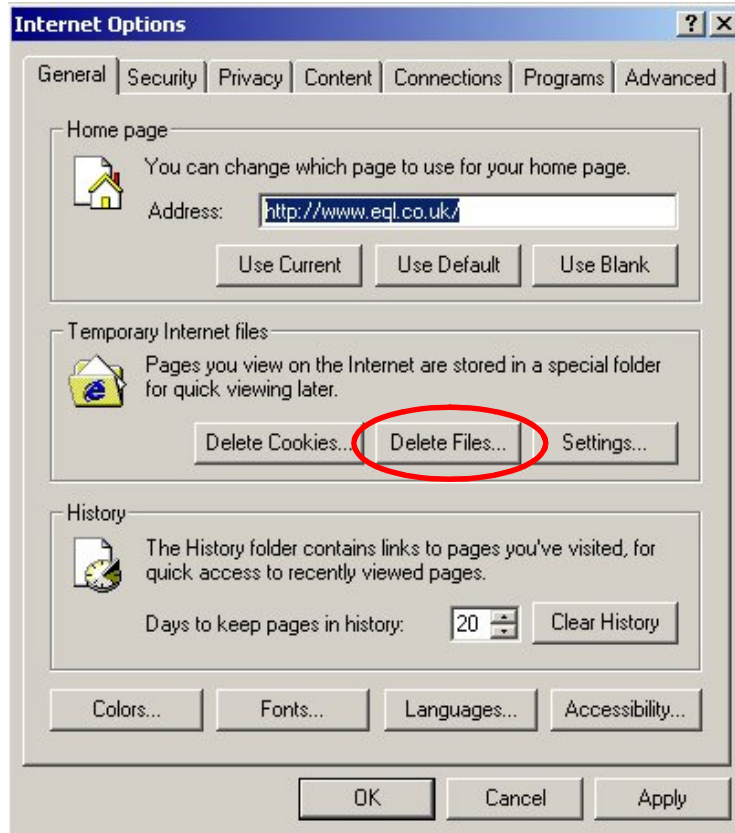 Internet Options
General Security Privacy Content Connections Programs Advanced
Home page
You can change which page to use for your home page.
Address: http://www.eql.co.uk/
Use Current Use Default Use Blank
Temporary Internet files
Pages you view on the Internet are stored in a special folder
for quick viewing later.
Delete Cookies... Delete Files... Settings...
History
The History folder contains links to pages you've visited, for
quick access to recently viewed pages.
Days to keep pages in history: 20 Clear History
Colors... Fonts... Languages... Accessibility...
OK Cancel Apply